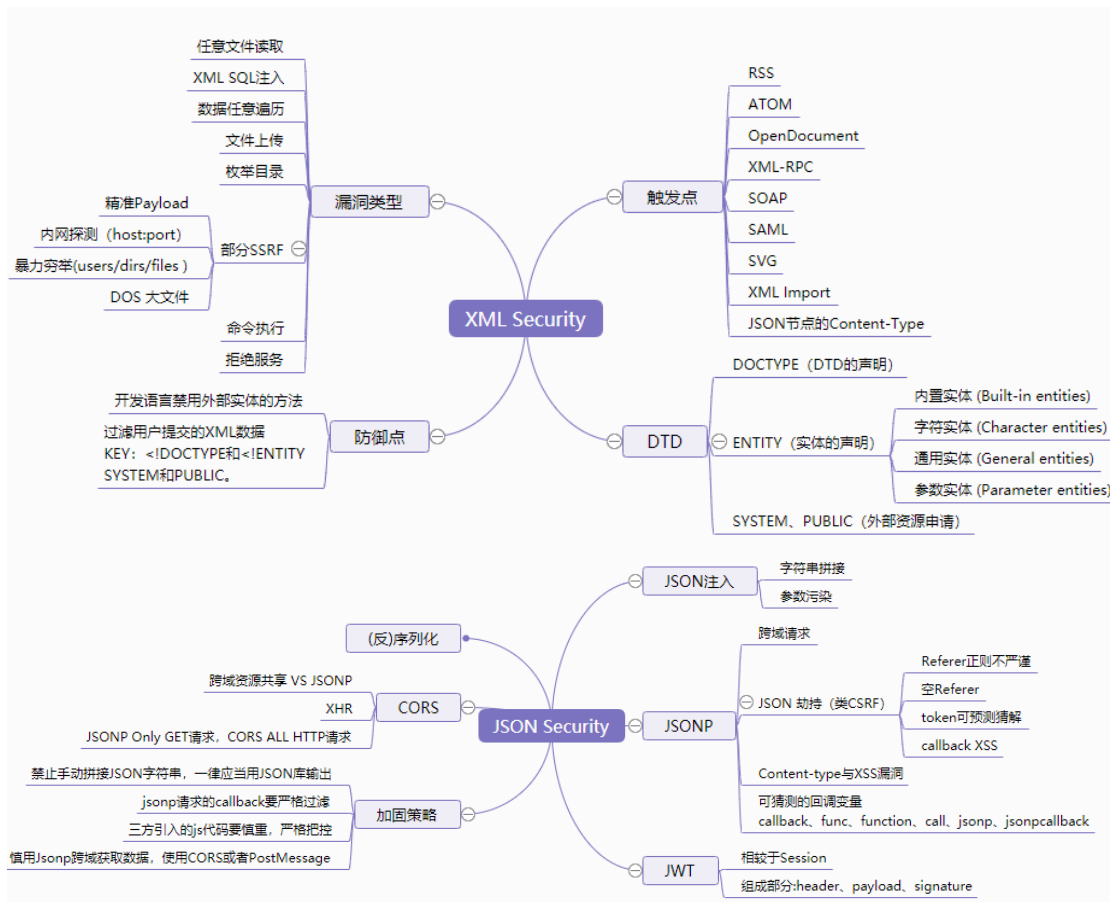 XML Security
漏洞类型
任意文件读取
XML SQL注入
数据任意遍历
文件上传
枚举目录
部分SSRF
精准Payload
内网探测（host:port）
暴力穷举(users/dirs/files )
DOS 大文件
命令执行
拒绝服务
防御点
开发语言禁用外部实体的方法
过滤用户提交的XML数据
KEY：<!DOCTYPE和<!ENTITY
SYSTEM和PUBLIC。
触发点
RSS
ATOM
OpenDocument
XML-RPC
SOAP
SAML
SVG
XML Import
JSON节点的Content-Type
DTD
DOCTYPE（DTD的声明）
ENTITY（实体的声明）
内置实体 (Built-in entities)
字符实体 (Character entities)
通用实体 (General entities)
参数实体 (Parameter entities)
SYSTEM、PUBLIC（外部资源申请）
JSON Security
(反)序列化
CORS
跨域资源共享 VS JSONP
XHR
JSONP Only GET请求，CORS ALL HTTP请求
加固策略
禁止手动拼接JSON字符串，一律应当用JSON库输出
jsonp请求的callback要严格过滤
三方引入的js代码要慎重，严格把控
慎用Jsonp跨域获取数据，使用CORS或者PostMessage
JSON注入
字符串拼接
参数污染
JSONP
跨域请求
JSON 劫持（类CSRF）
Referer正则不严谨
空Referer
token可预测猜解
callback XSS
Content-type与XSS漏洞
可猜测的回调变量
callback、func、function、call、jsonp、jsonpcallback
JWT
相较于Session
组成部分:header、payload、signature